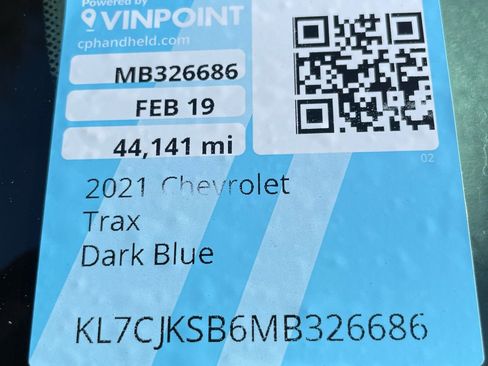 Powered by
VINPOINT
cphandheld.com
MB326686
FEB 19
44,141 mi
02
2021 Chevrolet
Trax
Dark Blue
KL7CJKSB6MB326686